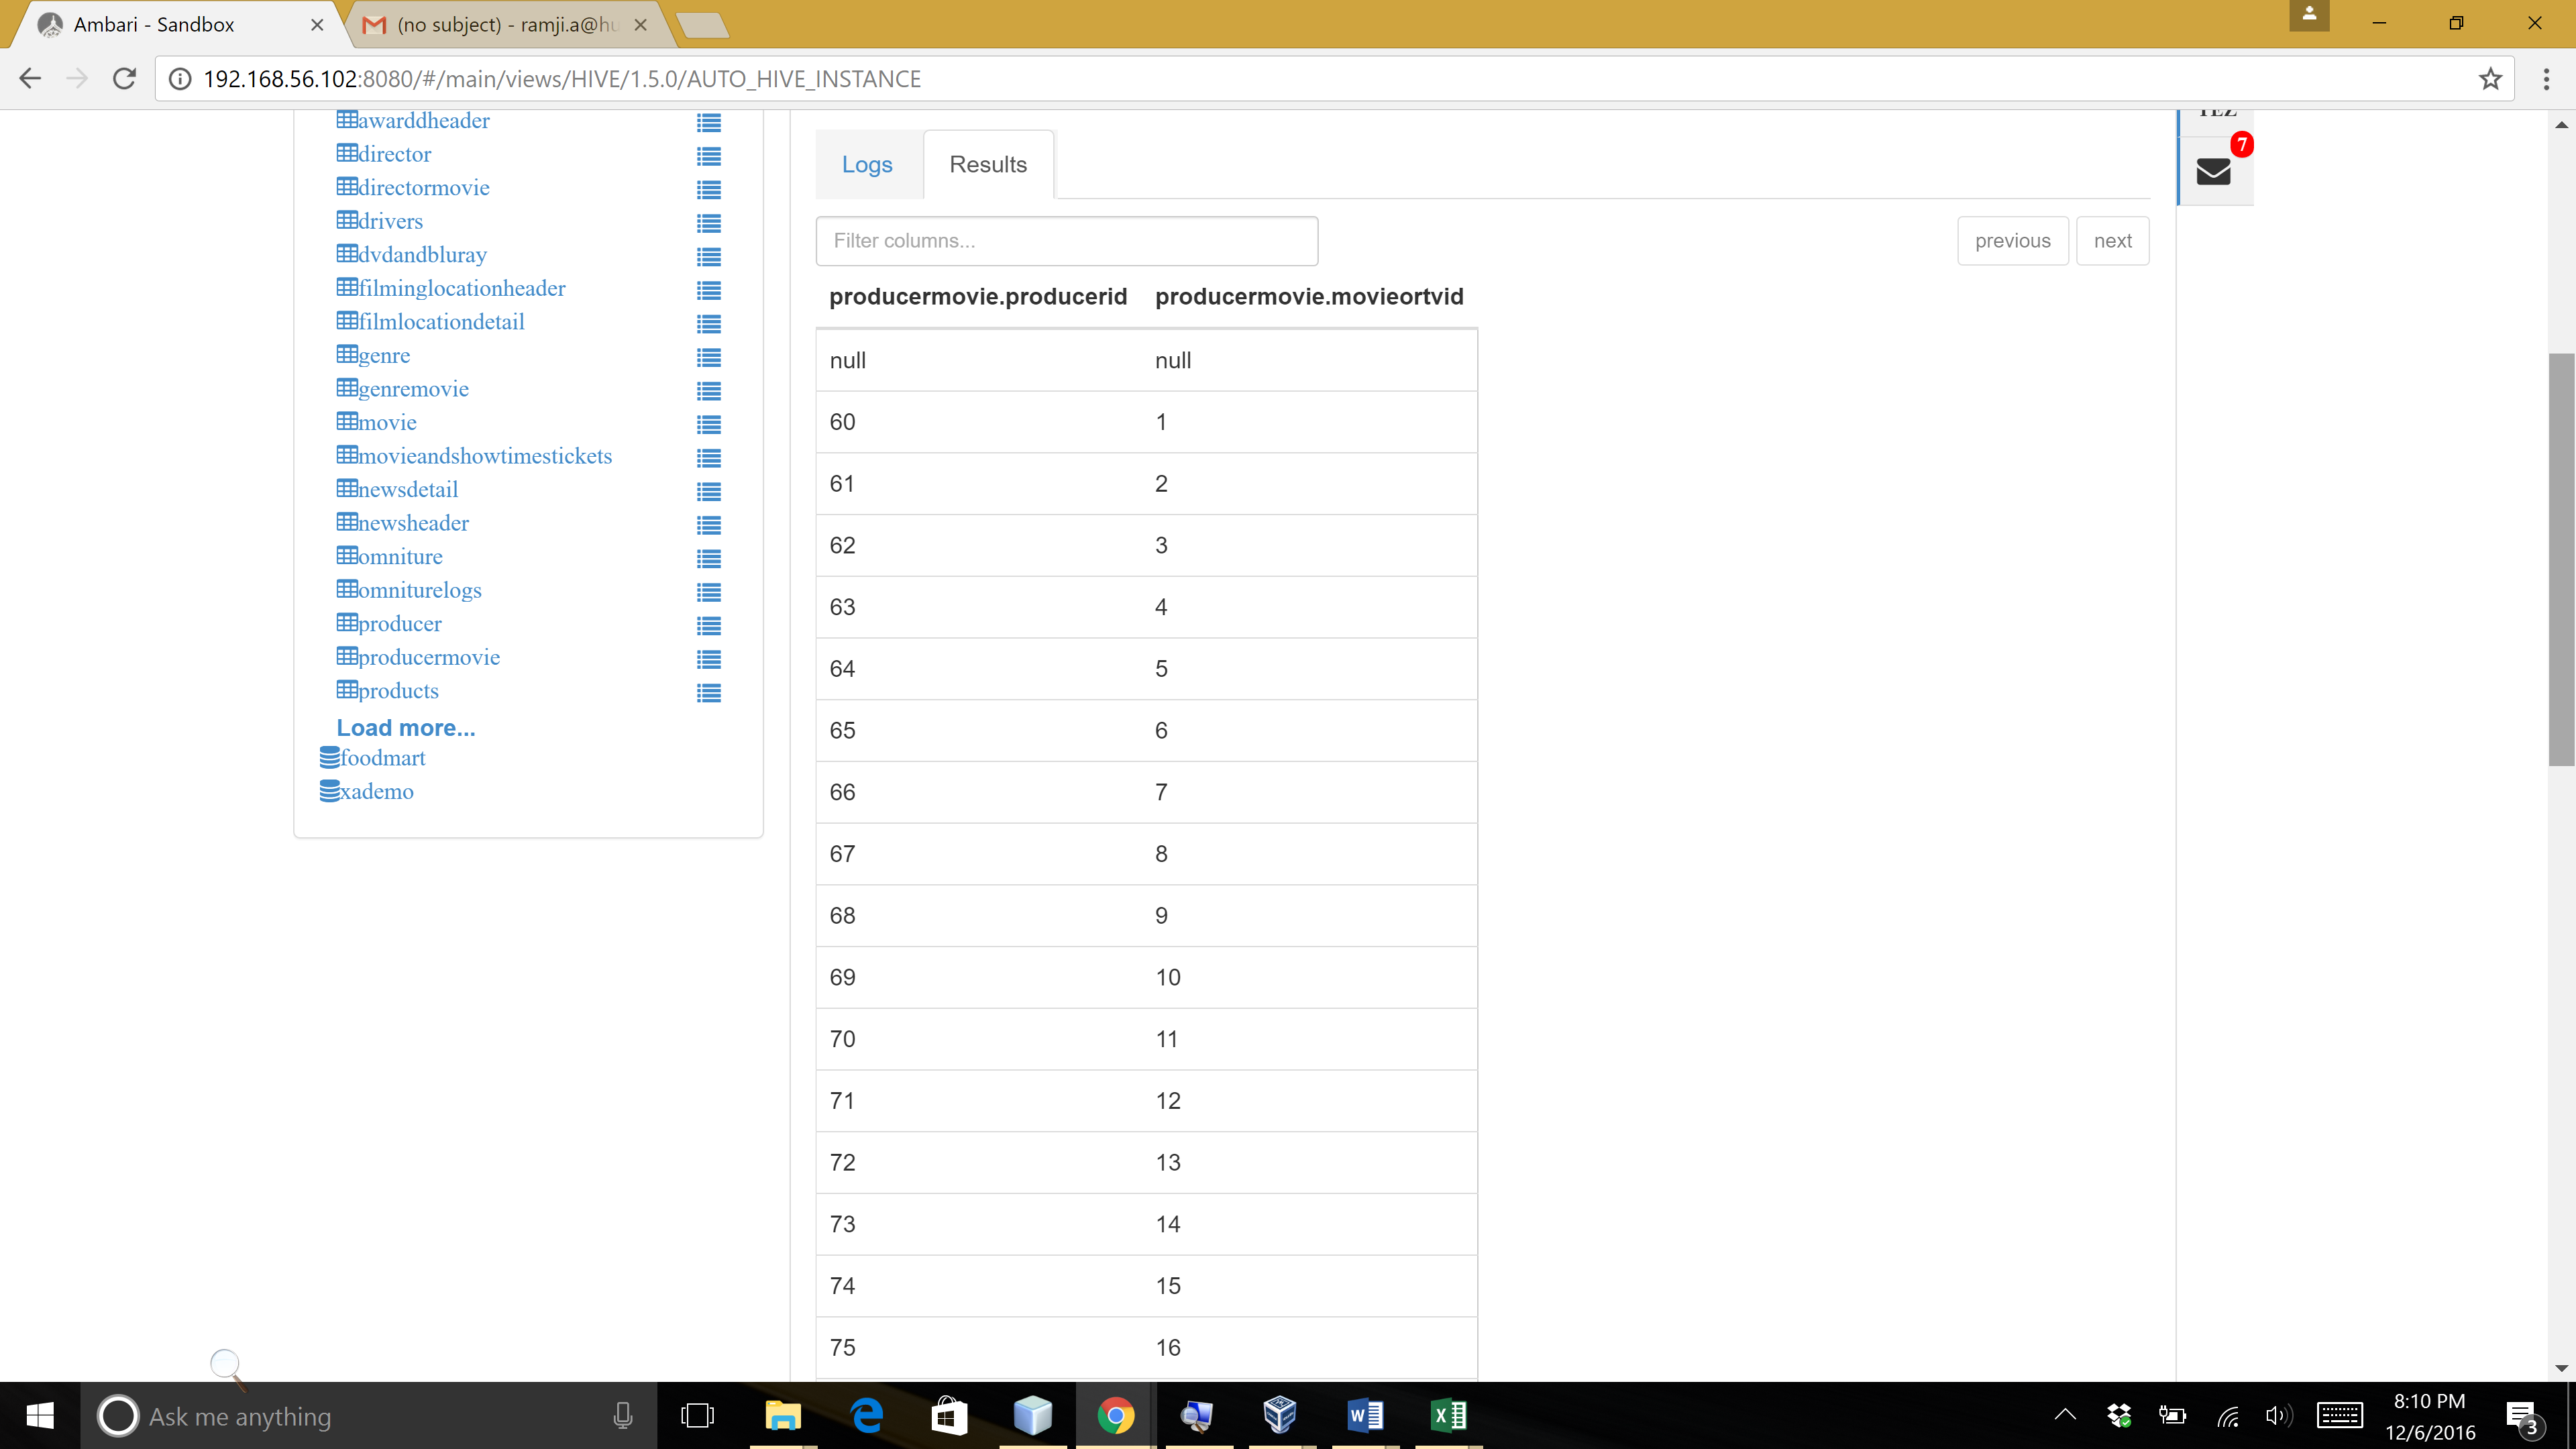 Ambari - Sandbox
(no subject) - ramji.a@hu
192.168.56.102:8080/#/main/views/HIVE/1.5.0/AUTO_HIVE_INSTANCE
awarddheader
director
directormovie
drivers
dvdandbluray
filminglocationheader
filmlocationdetail
genre
genremovie
movie
movieandshowtimestickets
newsdetail
newsheader
omniture
omniturelogs
producer
producermovie
products
Load more...
foodmart
xademo
Logs Results
Filter columns...
previous next
producermovie.producerid producermovie.movieortvid
null null
60 1
61 2
62 3
63 4
64 5
65 6
66 7
67 8
68 9
69 10
70 11
71 12
72 13
73 14
74 15
75 16
TEZ
7
Ask me anything
8:10 PM
12/6/2016
3